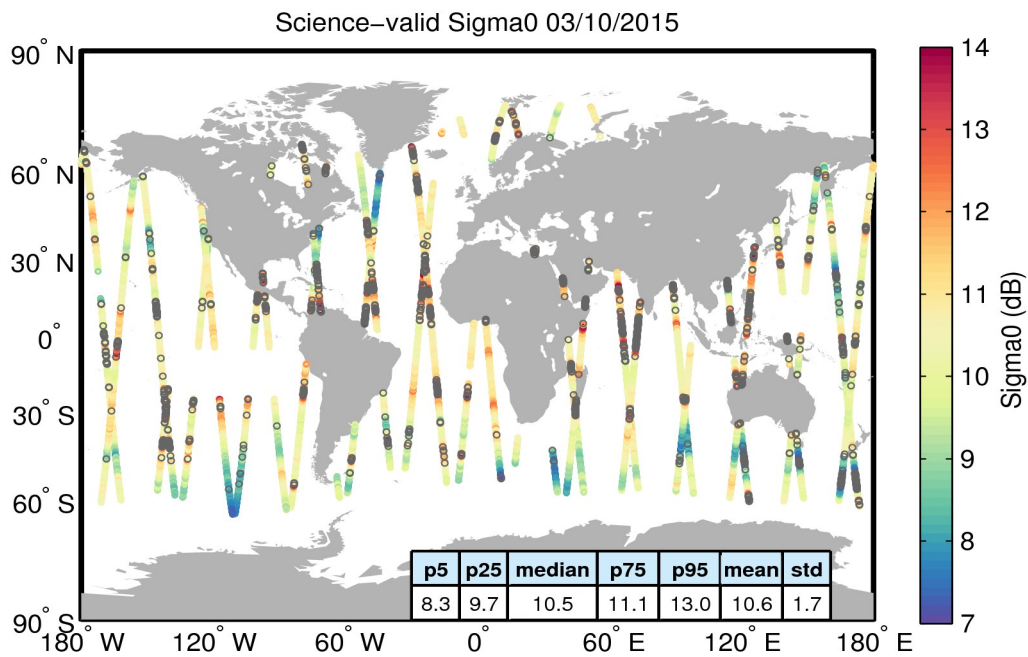 Science−valid Sigma0 03/10/2015
90° N
60° N
30° N
0°
30° S
60° S
90° S
180° W
120° W
60° W
0°
60° E
120° E
180° E
14
13
12
11
10
9
8
7
Sigma0 (dB)
p5 p25 median p75 p95 mean std
8.3 9.7 10.5 11.1 13.0 10.6 1.7